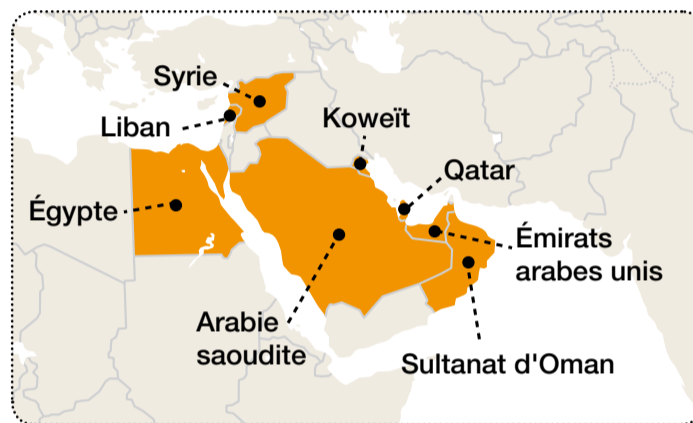 Syrie
Liban
Koweït
Qatar
Égypte
Émirats
arabes unis
Arabie
saoudite
Sultanat d'Oman